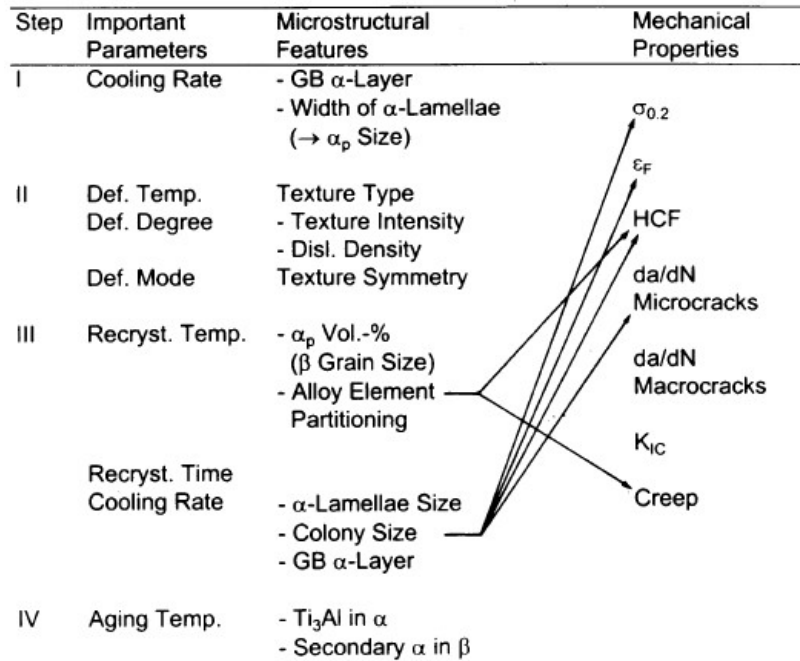 Step Important Parameters Microstructural Features Mechanical Properties
I Cooling Rate - GB α-Layer
- Width of α-Lamellae
(→ αp Size)
σ0.2
εF
II Def. Temp. Texture Type
Def. Degree - Texture Intensity
- Disl. Density
HCF
Def. Mode Texture Symmetry
da/dN
Microcracks
III Recryst. Temp. - αp Vol.-%
(β Grain Size)
- Alloy Element
Partitioning
da/dN
Macrocracks
KIC
Recryst. Time
Cooling Rate - α-Lamellae Size
- Colony Size
- GB α-Layer
Creep
IV Aging Temp. - Ti3Al in α
- Secondary α in β